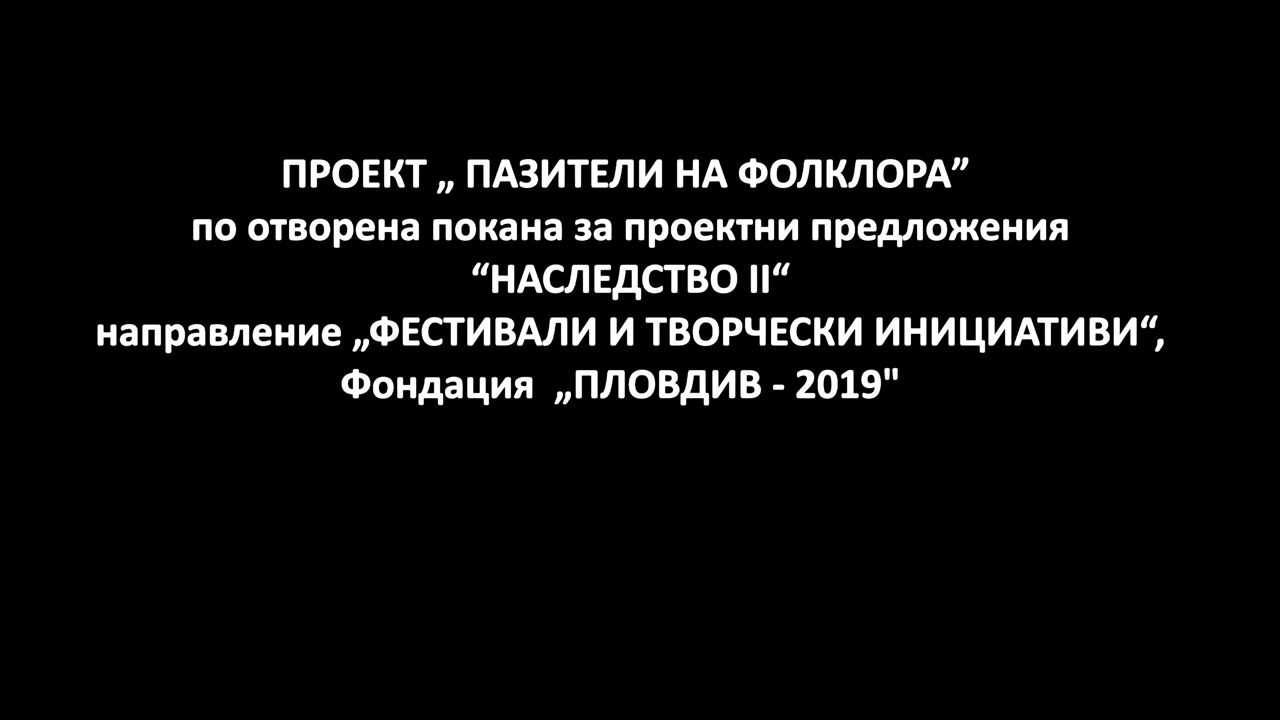 ПРОЕКТ „ ПАЗИТЕЛИ НА ФОЛКЛОРА”
по отворена покана за проектни предложения
“НАСЛЕДСТВО II“
направление „ФЕСТИВАЛИ И ТВОРЧЕСКИ ИНИЦИАТИВИ“,
Фондация „ПЛОВДИВ - 2019"